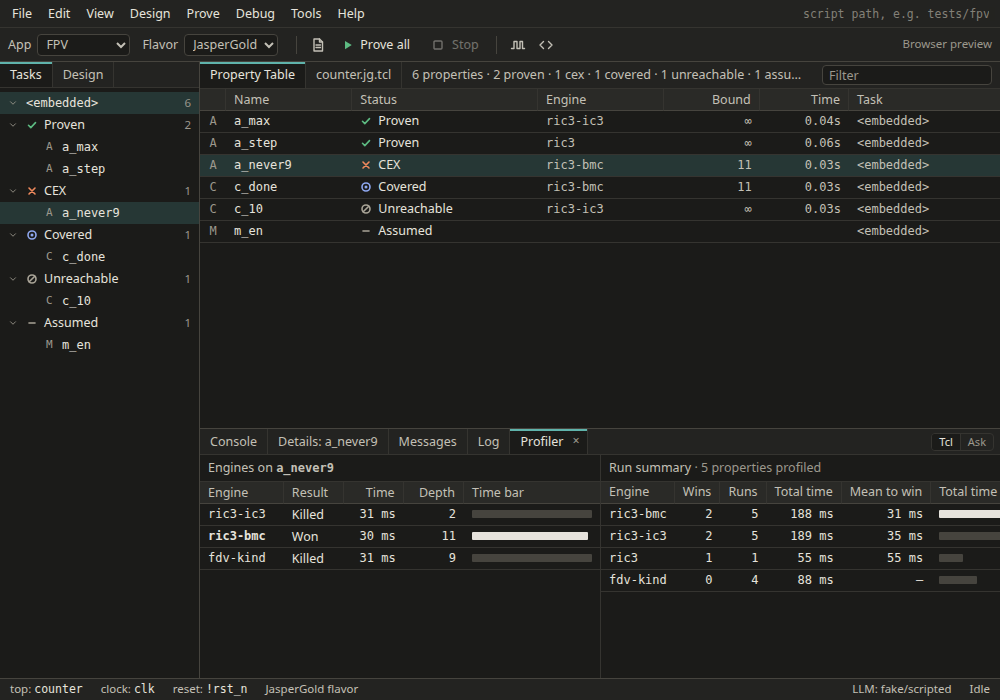 File Edit View Design Prove Debug Tools Help script path, e.g. tests/fpv
App FPV Flavor JasperGold Prove all Stop Browser preview
Tasks Design Property Table counter.jg.tcl 6 properties · 2 proven · 1 cex · 1 covered · 1 unreachable · 1 assu... Filter
<embedded> 6
Proven 2
A a_max
A a_step
CEX 1
A a_never9
Covered 1
C c_done
Unreachable 1
C c_10
Assumed 1
M m_en
Name Status Engine Bound Time Task
A a_max Proven ric3-ic3 ∞ 0.04s <embedded>
A a_step Proven ric3 ∞ 0.06s <embedded>
A a_never9 CEX ric3-bmc 11 0.03s <embedded>
C c_done Covered ric3-bmc 11 0.03s <embedded>
C c_10 Unreachable ric3-ic3 ∞ 0.03s <embedded>
M m_en Assumed <embedded>
Console Details: a_never9 Messages Log Profiler × Tcl Ask
Engines on a_never9
Engine Result Time Depth Time bar
ric3-ic3 Killed 31 ms 2
ric3-bmc Won 30 ms 11
fdv-kind Killed 31 ms 9
Run summary · 5 properties profiled
Engine Wins Runs Total time Mean to win Total time
ric3-bmc 2 5 188 ms 31 ms
ric3-ic3 2 5 189 ms 35 ms
ric3 1 1 55 ms 55 ms
fdv-kind 0 4 88 ms –
top: counter clock: clk reset: !rst_n JasperGold flavor LLM: fake/scripted Idle